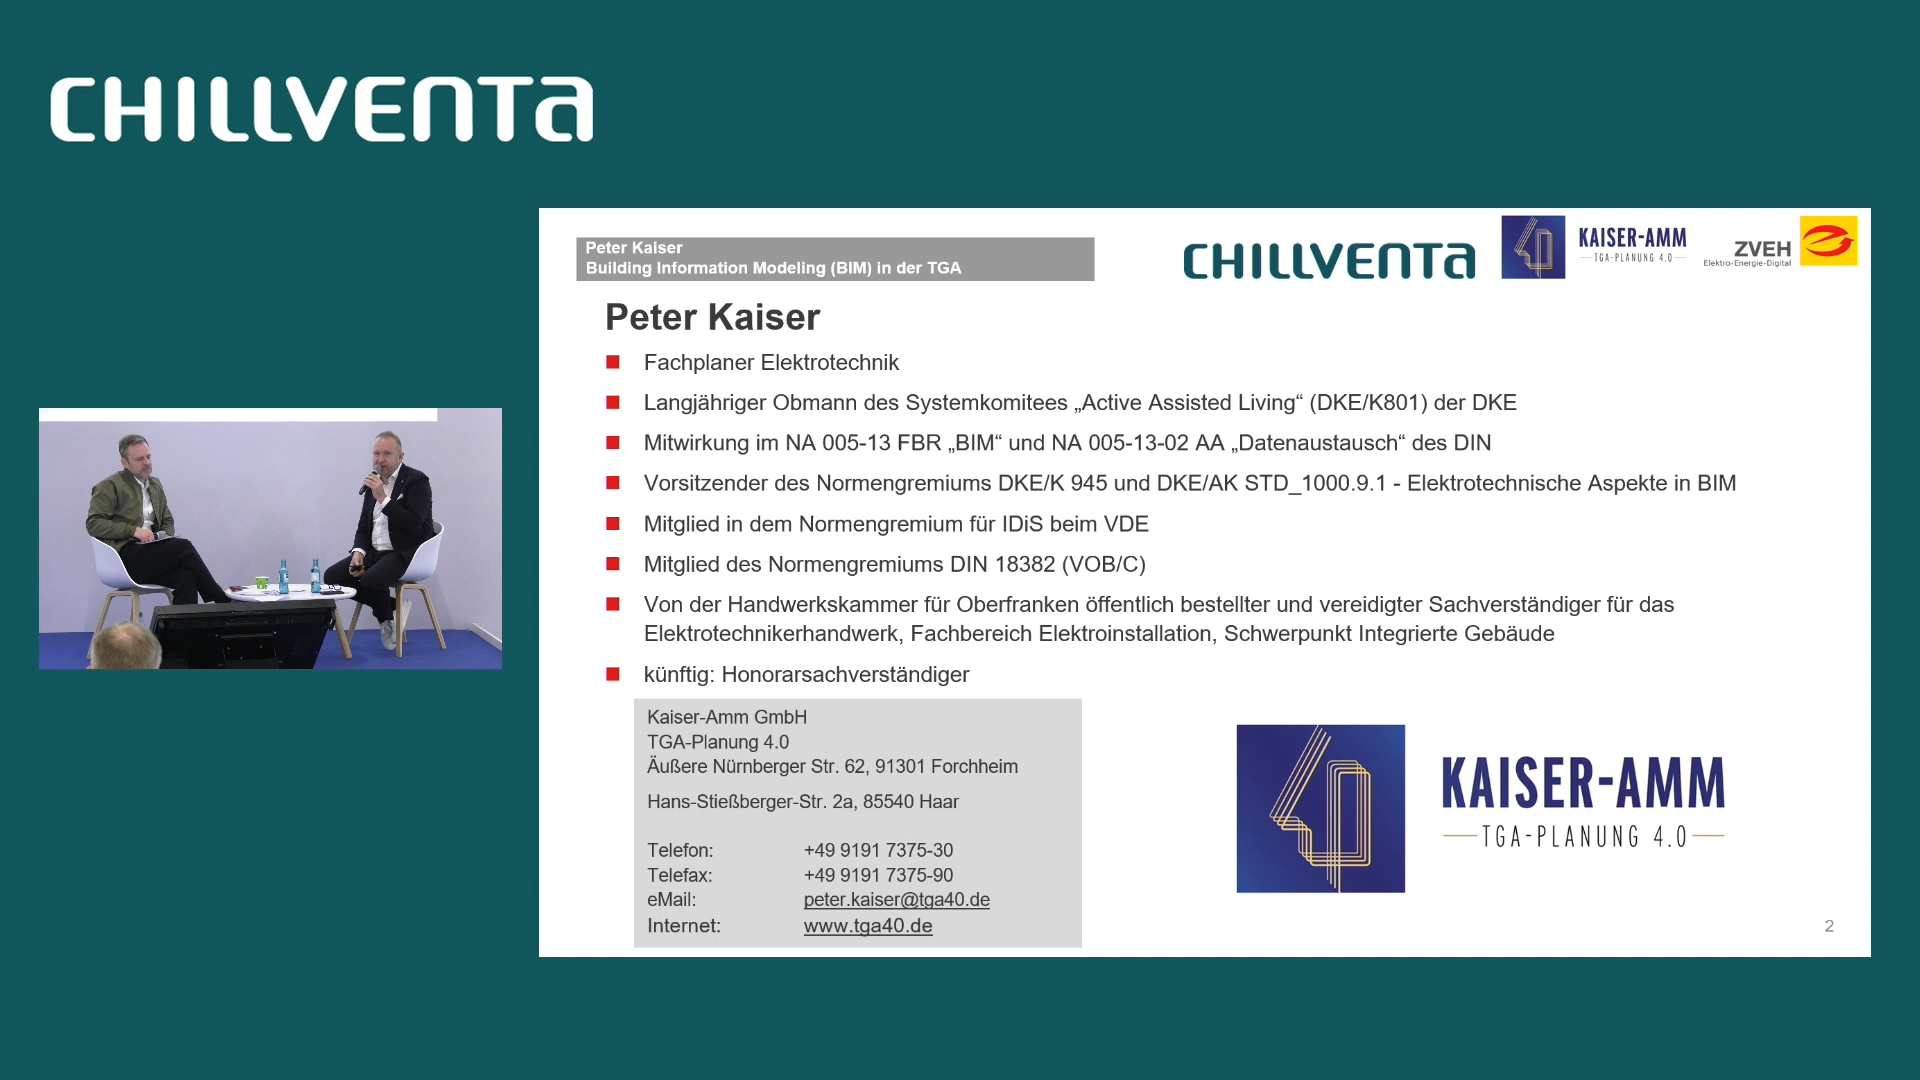 CHILLVENTA
Peter Kaiser
Building Information Modeling (BIM) in der TGA
CHILLVENTA
KAISER-AMM
TGA-PLANUNG 4.0
ZVEH
Elektro-Energie-Digital
Peter Kaiser
Fachplaner Elektrotechnik
Langjähriger Obmann des Systemkomitees „Active Assisted Living“ (DKE/K801) der DKE
Mitwirkung im NA 005-13 FBR „BIM“ und NA 005-13-02 AA „Datenaustausch“ des DIN
Vorsitzender des Normengremiums DKE/K 945 und DKE/AK STD_1000.9.1 - Elektrotechnische Aspekte in BIM
Mitglied in dem Normengremium für IDiS beim VDE
Mitglied des Normengremiums DIN 18382 (VOB/C)
Von der Handwerkskammer für Oberfranken öffentlich bestellter und vereidigter Sachverständiger für das
Elektrotechnikerhandwerk, Fachbereich Elektroinstallation, Schwerpunkt Integrierte Gebäude
künftig: Honorarsachverständiger
Kaiser-Amm GmbH
TGA-Planung 4.0
Äußere Nürnberger Str. 62, 91301 Forchheim
Hans-Stießberger-Str. 2a, 85540 Haar
Telefon: +49 9191 7375-30
Telefax: +49 9191 7375-90
eMail: peter.kaiser@tga40.de
Internet: www.tga40.de
KAISER-AMM
TGA-PLANUNG 4.0
2